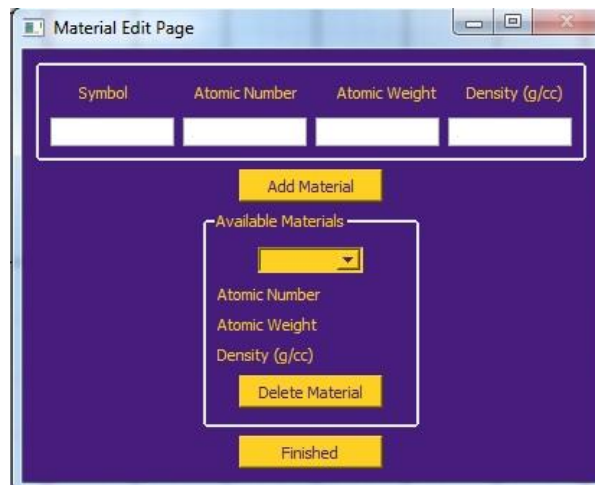 Material Edit Page
Symbol Atomic Number Atomic Weight Density (g/cc)
Add Material
Available Materials
Atomic Number
Atomic Weight
Density (g/cc)
Delete Material
Finished